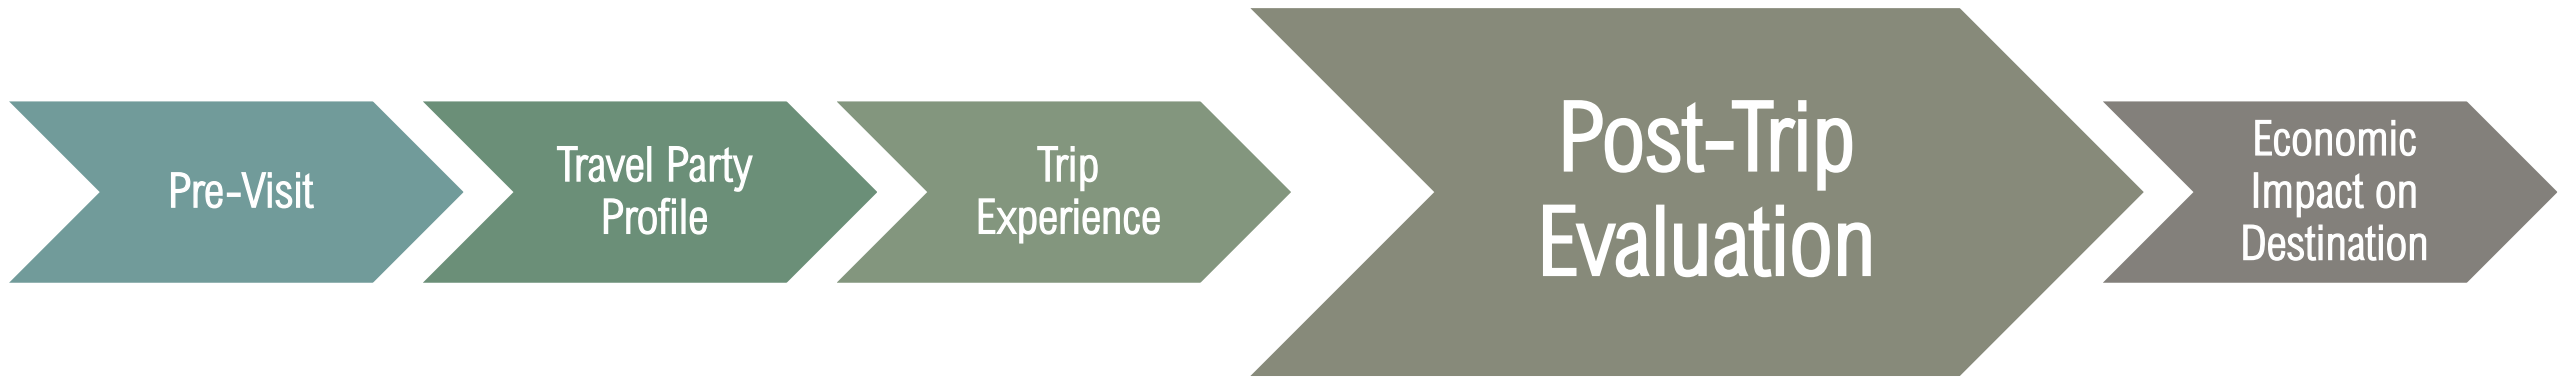 Pre-Visit
Travel Party
Profile
Trip
Experience
Post-Trip
Evaluation
Economic
Impact on
Destination